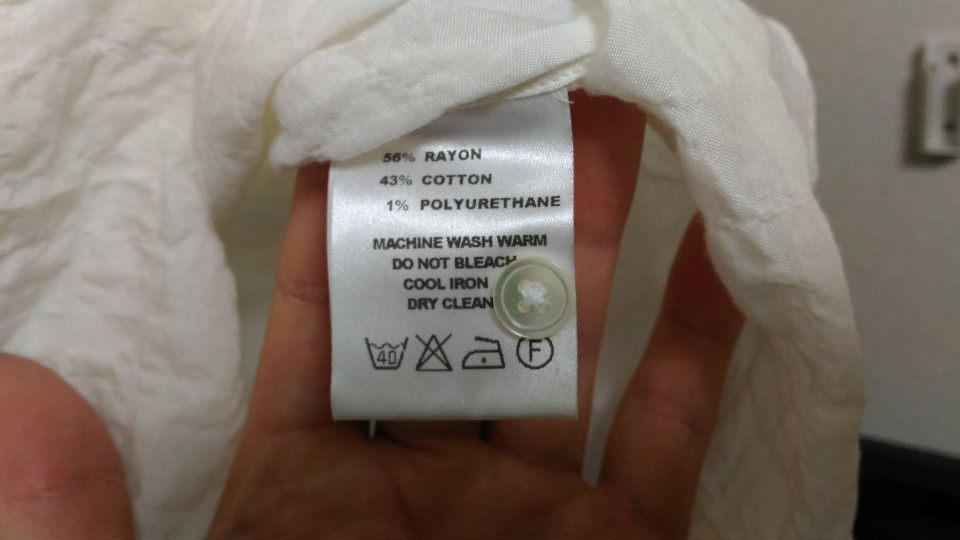 56% RAYON
43% COTTON
1% POLYURETHANE
MACHINE WASH WARM
DO NOT BLEACH
COOL IRON
DRY CLEAN
40
F